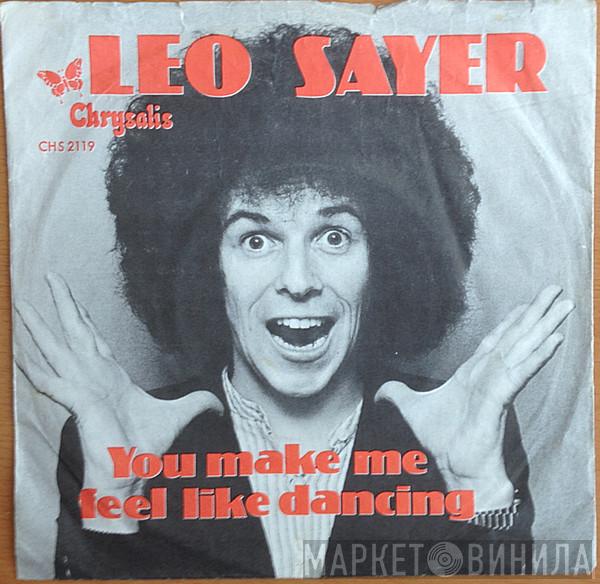 LEO SAYER
Chrysalis
CHS 2119
You make me
feel like dancing
МАРКЕТ ВИНИЛА